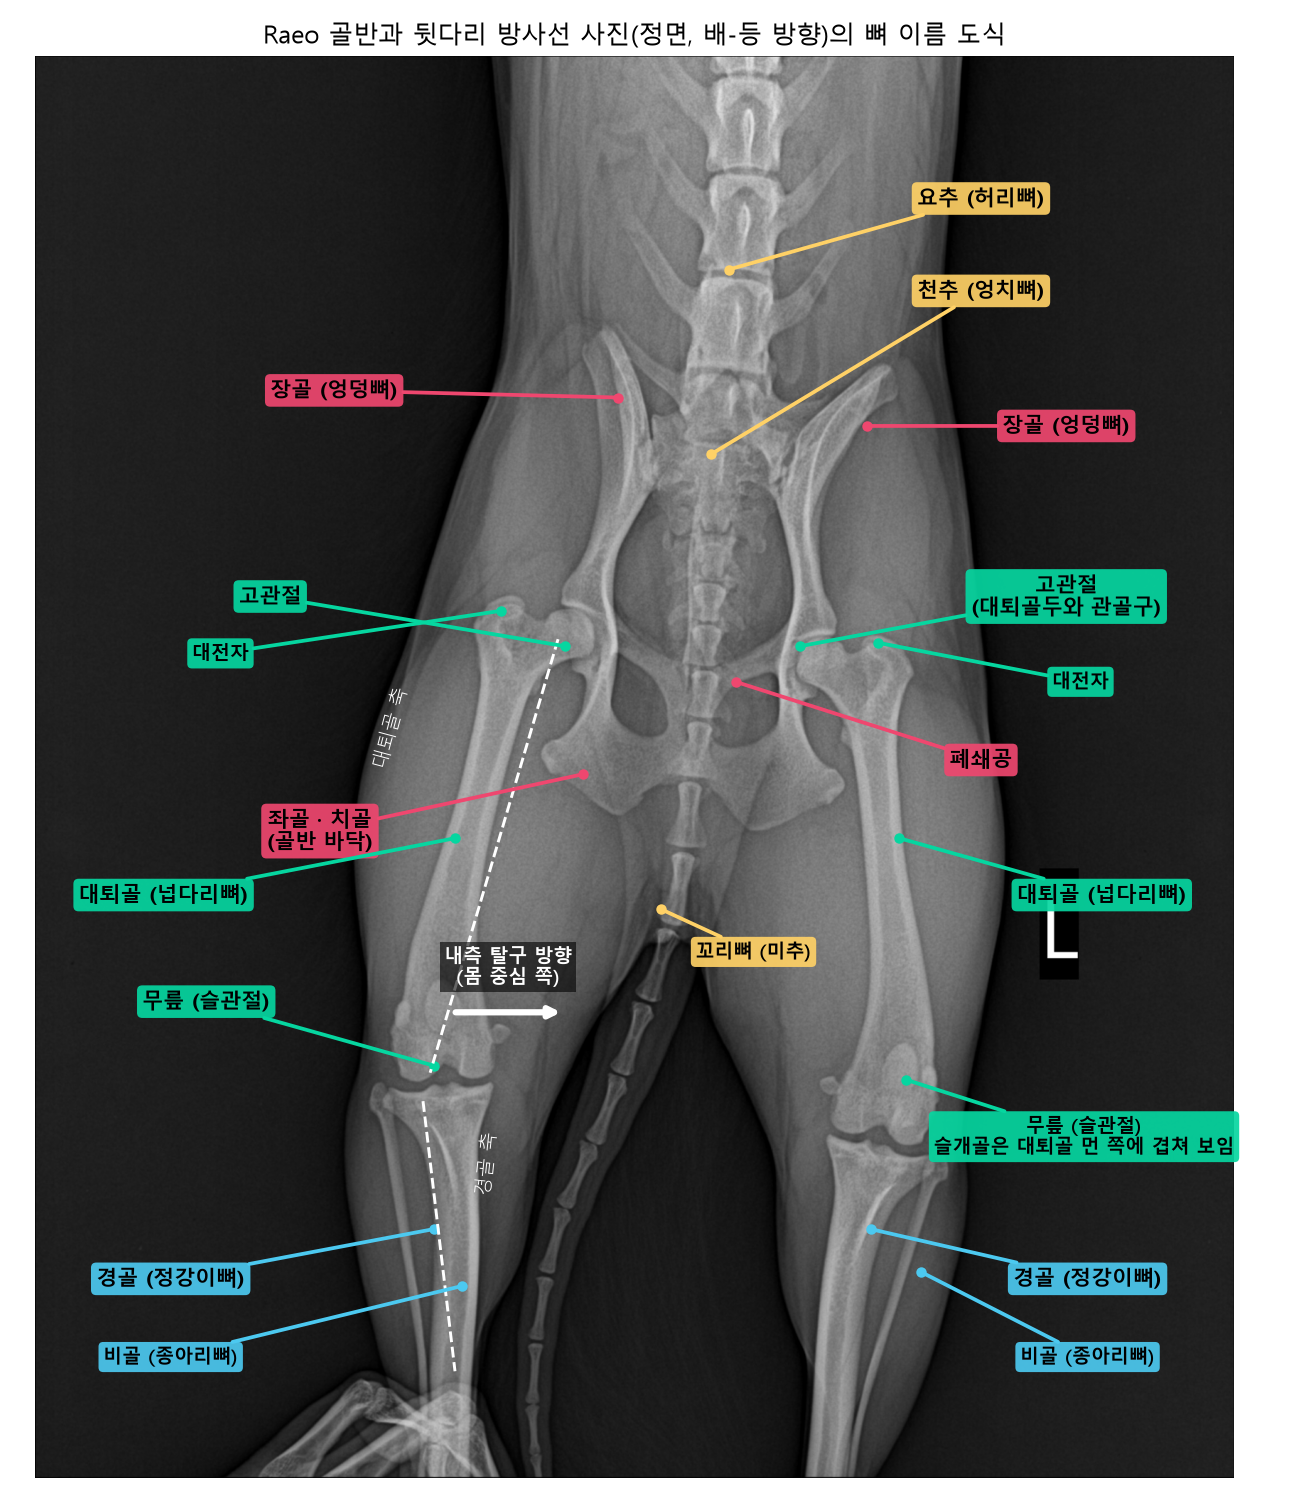 Raeo 골반과 뒷다리 방사선 사진(정면, 배-등 방향)의 뼈 이름 도식
요추 (허리뼈)
천추 (엉치뼈)
장골 (엉덩뼈)
장골 (엉덩뼈)
고관절
고관절
(대퇴골두와 관골구)
대전자
대전자
대퇴골 축
폐쇄공
좌골 · 치골
(골반 바닥)
대퇴골 (넙다리뼈)
대퇴골 (넙다리뼈)
L
꼬리뼈 (미추)
내측 탈구 방향
(몸 중심 쪽)
무릎 (슬관절)
무릎 (슬관절)
슬개골은 대퇴골 먼 쪽에 겹쳐 보임
경골 축
경골 (정강이뼈)
경골 (정강이뼈)
비골 (종아리뼈)
비골 (종아리뼈)